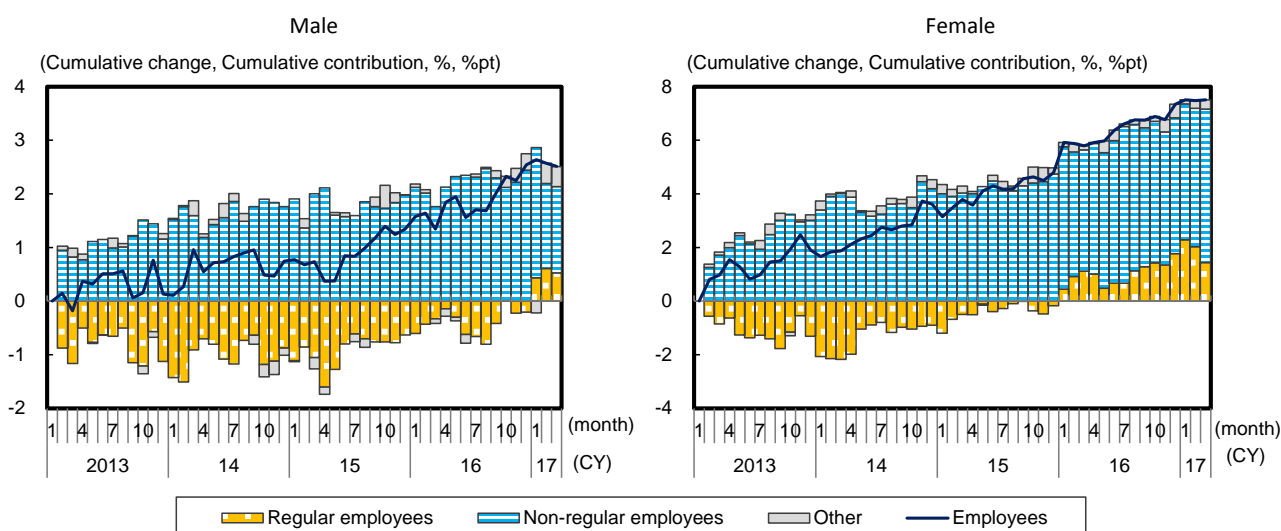 Male
(Cumulative change, Cumulative contribution, %, %pt)
4
3
2
1
0
-1
-2
1 4 7 10 1 4 7 10 1 4 7 10 1 4 7 10 1 (month)
2013 14 15 16 17 (CY)
Female
(Cumulative change, Cumulative contribution, %, %pt)
8
6
4
2
0
-2
-4
1 4 7 10 1 4 7 10 1 4 7 10 1 4 7 10 1 (month)
2013 14 15 16 17 (CY)
Regular employees Non-regular employees Other Employees